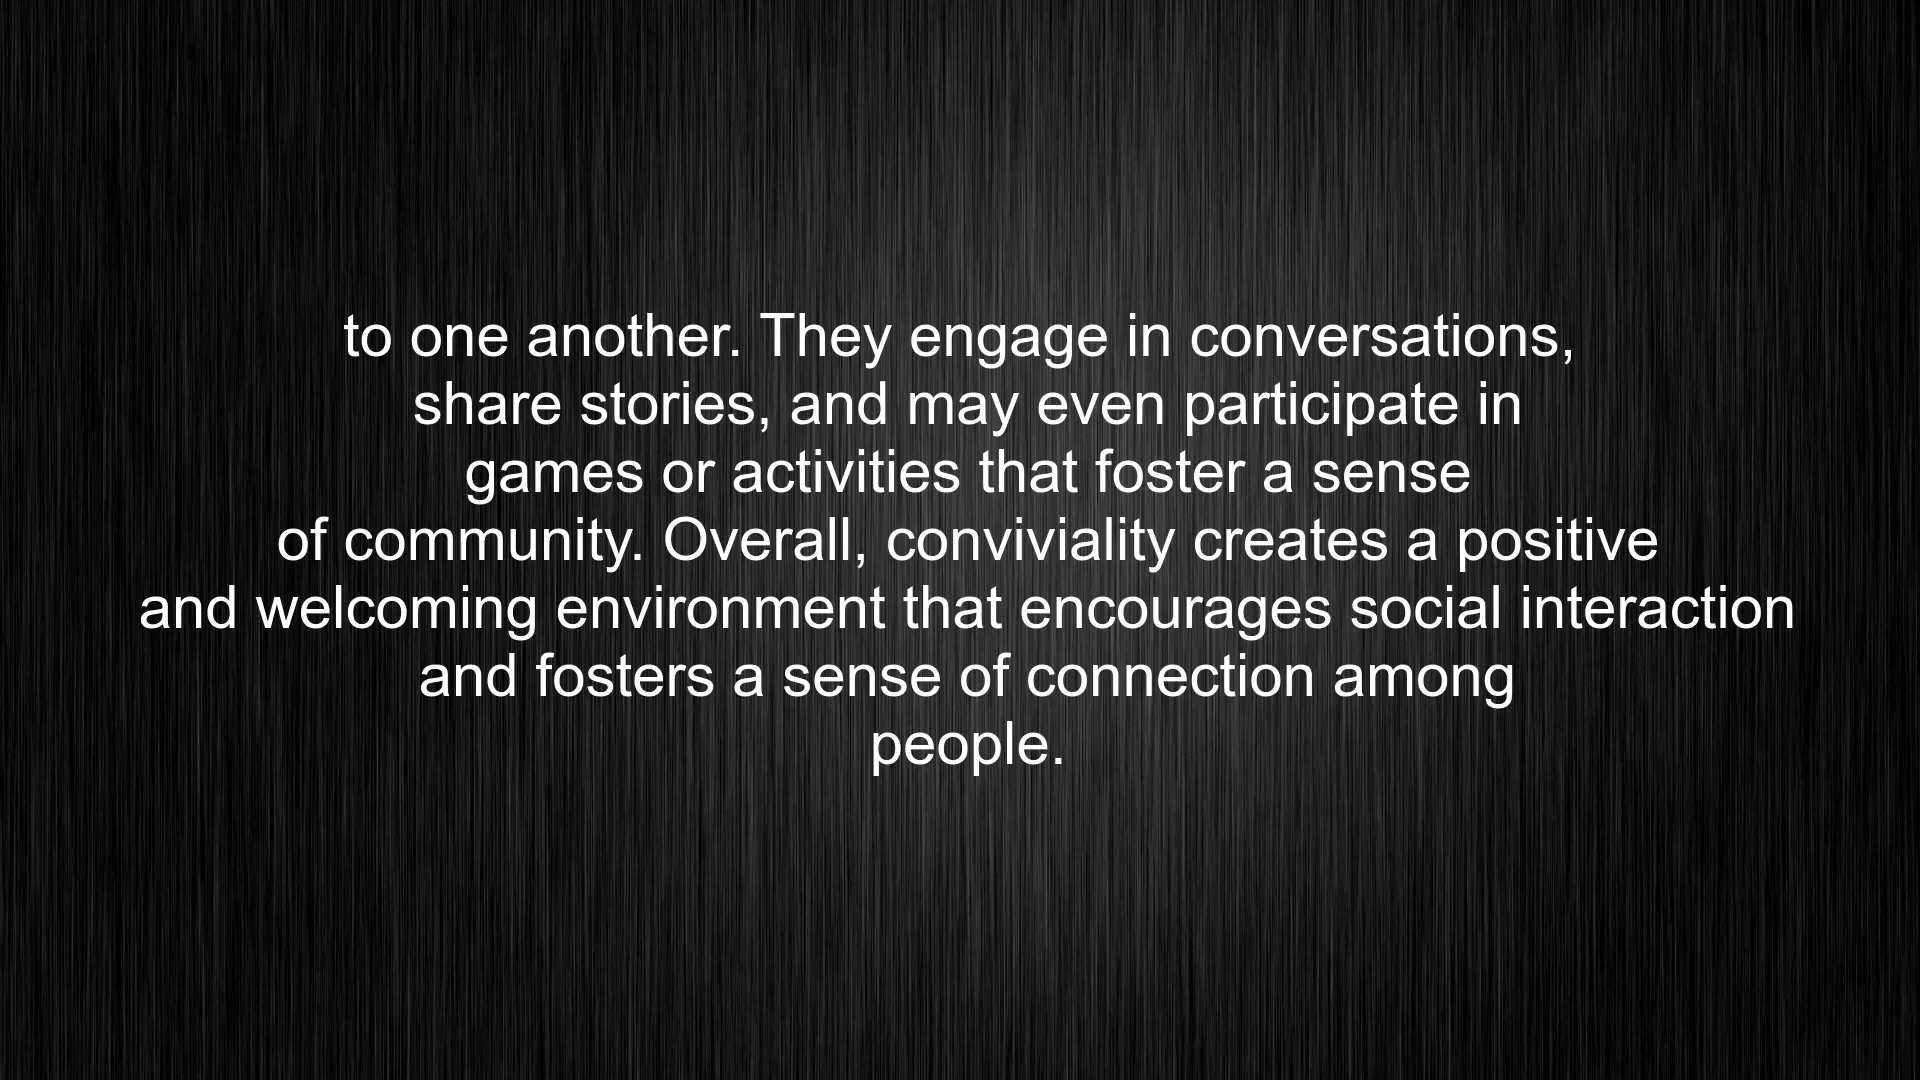 to one another. They engage in conversations,
share stories, and may even participate in
games or activities that foster a sense
of community. Overall, conviviality creates a positive
and welcoming environment that encourages social interaction
and fosters a sense of connection among
people.